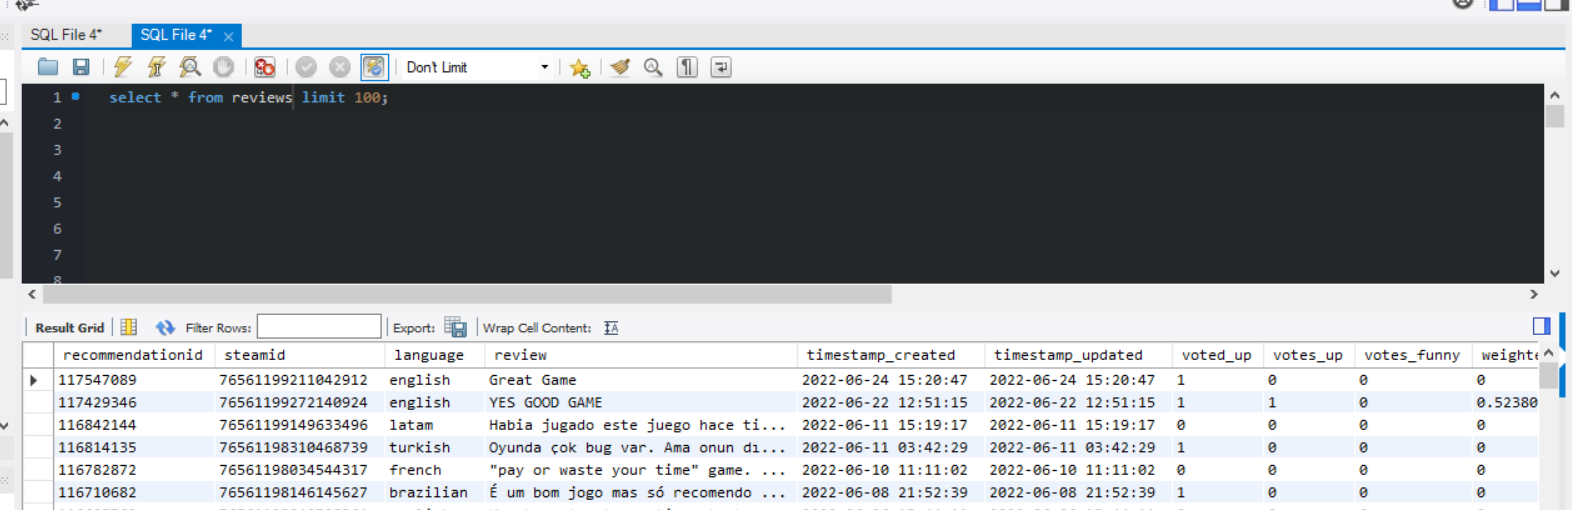 SQL File 4* SQL File 4* ×
Don't Limit
1 select * from reviews limit 100;
2
3
4
5
6
7
8
Result Grid Filter Rows: Export: Wrap Cell Content: IA
recommendationid steamid language review timestamp_created timestamp_updated voted_up votes_up votes_funny weighte
117547089 76561199211042912 english Great Game 2022-06-24 15:20:47 2022-06-24 15:20:47 1 0 0 0
117429346 76561199272140924 english YES GOOD GAME 2022-06-22 12:51:15 2022-06-22 12:51:15 1 1 0 0.52380
116842144 76561199149633496 latam Habia jugado este juego hace ti... 2022-06-11 15:19:17 2022-06-11 15:19:17 0 0 0 0
116814135 76561198310468739 turkish Oyunda çok bug var. Ama onun dı... 2022-06-11 03:42:29 2022-06-11 03:42:29 1 0 0 0
116782872 76561198034544317 french "pay or waste your time" game. ... 2022-06-10 11:11:02 2022-06-10 11:11:02 0 0 0 0
116710682 76561198146145627 brazilian É um bom jogo mas só recomendo ... 2022-06-08 21:52:39 2022-06-08 21:52:39 1 0 0 0